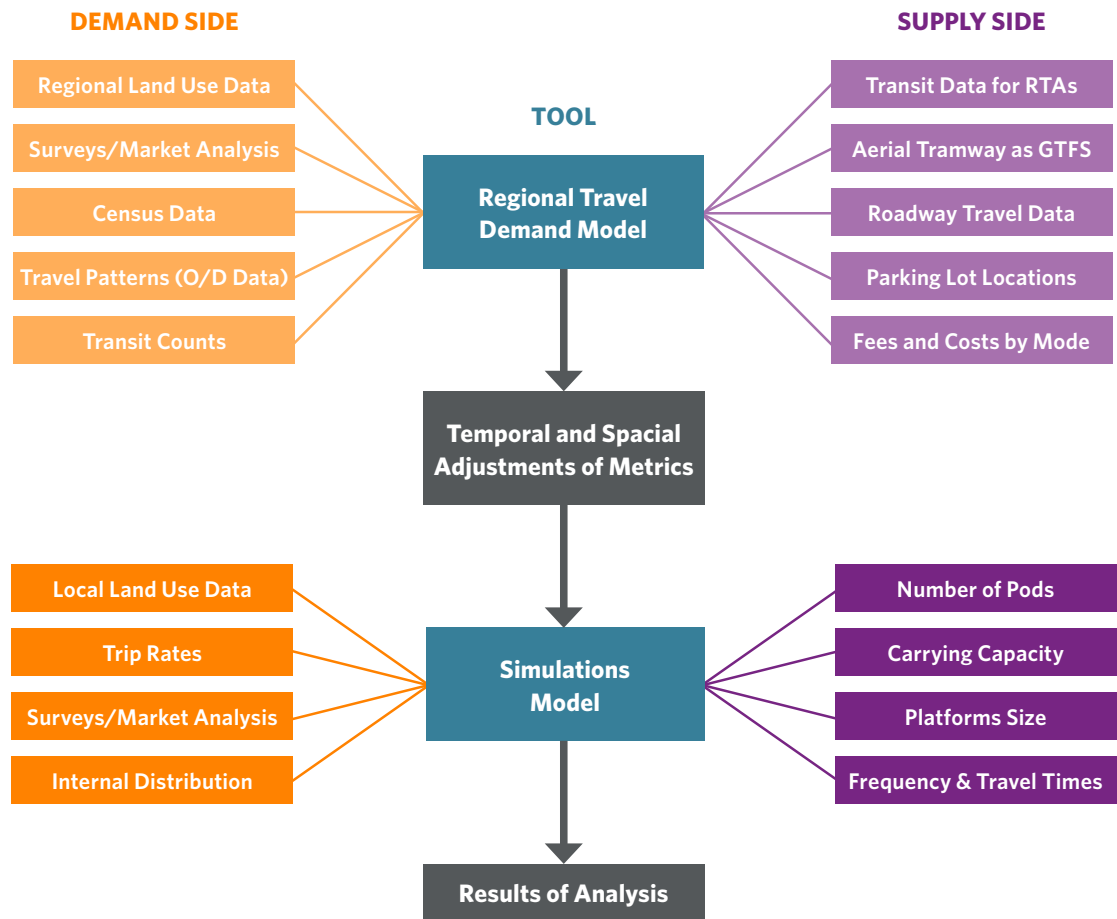 DEMAND SIDE
SUPPLY SIDE
TOOL
Regional Land Use Data
Surveys/Market Analysis
Census Data
Travel Patterns (O/D Data)
Transit Counts
Regional Travel
Demand Model
Transit Data for RTAs
Aerial Tramway as GTFS
Roadway Travel Data
Parking Lot Locations
Fees and Costs by Mode
Temporal and Spacial
Adjustments of Metrics
Local Land Use Data
Trip Rates
Surveys/Market Analysis
Internal Distribution
Simulations
Model
Number of Pods
Carrying Capacity
Platforms Size
Frequency & Travel Times
Results of Analysis